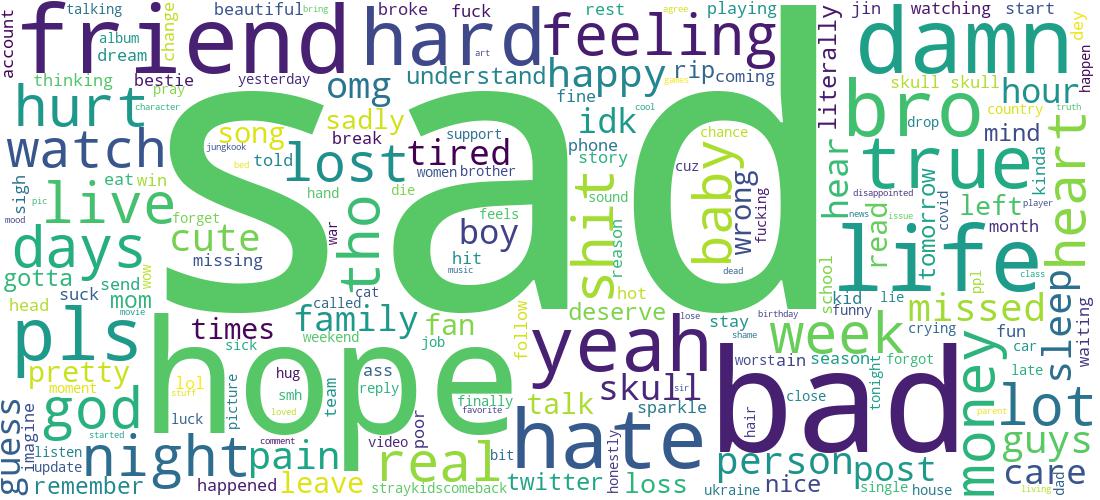 account
talking
friend
album
dream
change
beautiful
bring
broke
fuck
hard
art
rest
agree
feeling
playing
literally
jin
watching
start
damn
dey
happen
thinking
bestie
pray
yesterday
omg
understand
happy
rip
coming
fine
games
cool
idk
skull
skull
hour
bro
drop
country
truth
mind
hurt
character
watch
song
jungkook
bed
told
sadly
break
lost
tired
support
women
brother
phone
story
sad
chance
cuz
baby
wrong
fucking
dead
hear
true
disappointed
kinda
heart
sigh
pic
mood
eat
win
live
forget
hand
die
tho
war
feels
boy
hit
music
sound
shit
reason
news
issue
read
tomorrow
covid
left
player
month
days
cute
missing
wow
gotta
send
suck
mom
movie
head
cat
called
hot
deserve
life
school
kid
lie
funny
ppl
class
missed
sleep
waiting
pls
times
sick
family
weekend
fan
job
follow
yeah
lose
stay
birthday
shame
week
crying
fun
car
late
pretty
moment
hope
hug
smh
loved
lol
stuff
picture
team
ass
reply
finally
favorite
skull
sir
worst
ain
season
forgot
bad
close
tonight
hair
money
parent
lot
god
started
luck
poor
talk
sparkle
hate
guess
imagine
listen
update
remember
night
happened
comment
pain
leave
video
real
straykidscomeback
bit
twitter
honestly
loss
person
ukraine
nice
post
single
house
guys
care
dad
living